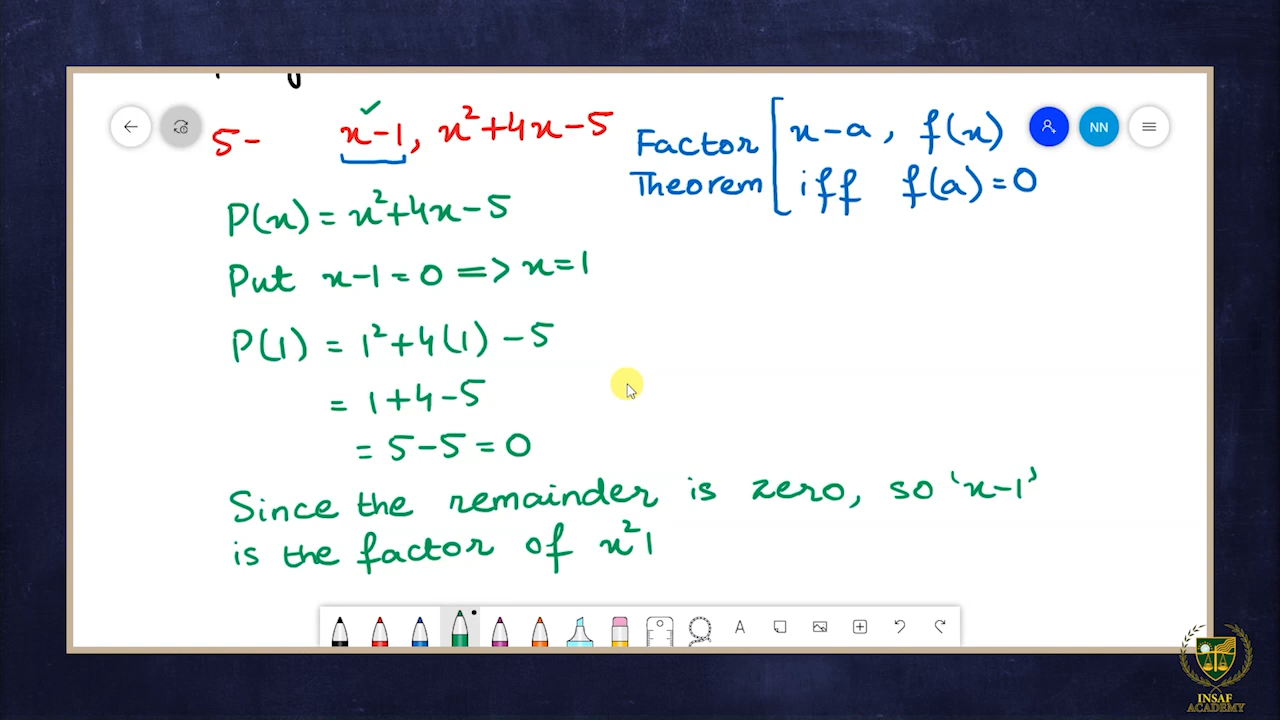 5- x-1, x²+4x-5
Factor Theorem [ x-a, f(x)
iff f(a)=0
P(x) = x²+4x-5
Put x-1=0 => x=1
P(1) = 1²+4(1)-5
= 1+4-5
= 5-5=0
Since the remainder is zero, so 'x-1'
is the factor of x²1
NN
A
INSAF
ACADEMY